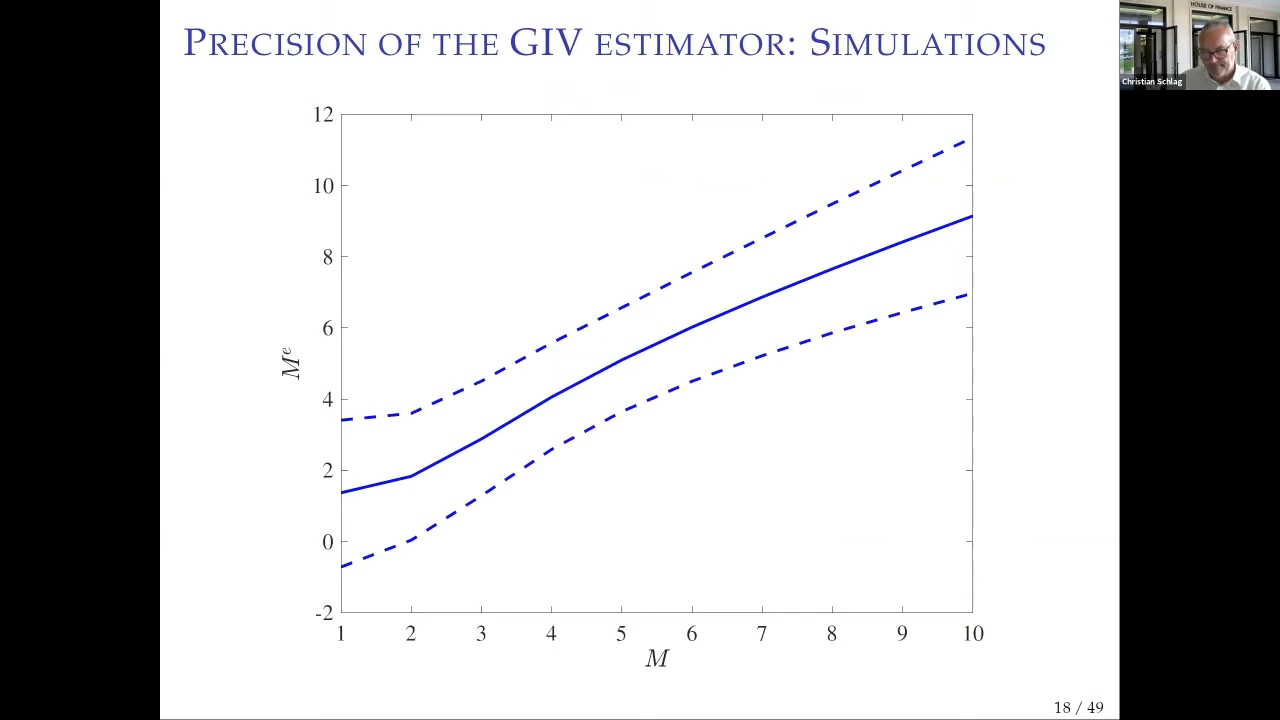 PRECISION OF THE GIV ESTIMATOR: SIMULATIONS
HOUSE OF FINANCE
Christian Schlag
12
10
8
6
4
2
0
-2
M^e
1 2 3 4 5 6 7 8 9 10
M
18 / 49